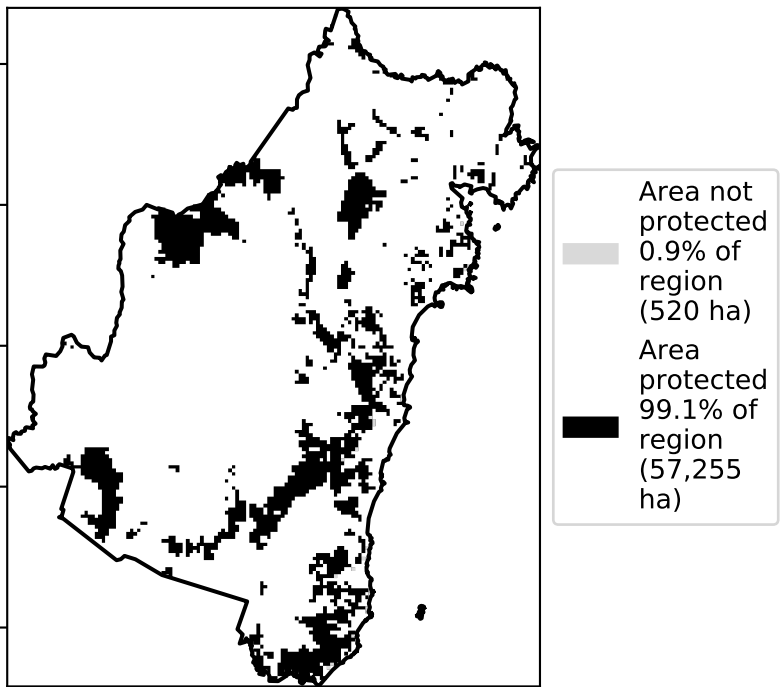 Area not
protected
0.9% of
region
(520 ha)
Area
protected
99.1% of
region
(57,255
ha)